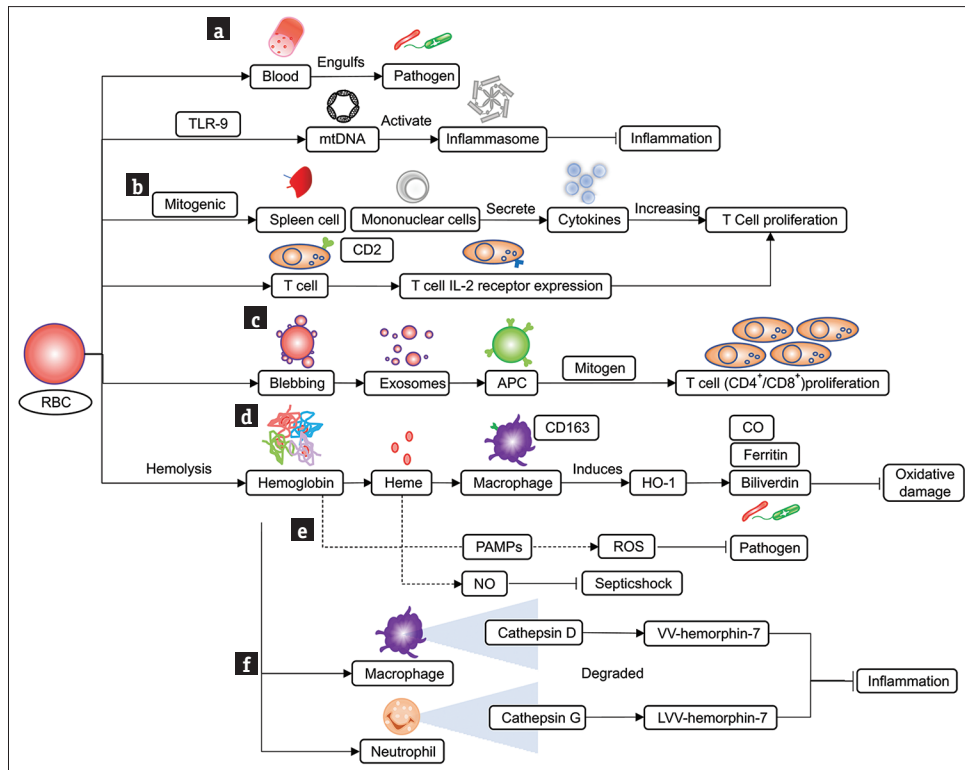 a
Blood
Engulfs
Pathogen
TLR-9
mtDNA
Activate
Inflammasome
Inflammation
b
Mitogenic
Spleen cell
Mononuclear cells
Secrete
Cytokines
Increasing
T Cell proliferation
CD2
T cell
T cell IL-2 receptor expression
RBC
c
Blebbing
Exosomes
APC
Mitogen
T cell (CD4⁺/CD8⁺)proliferation
d
Hemolysis
Hemoglobin
Heme
CD163
Macrophage
Induces
HO-1
CO
Ferritin
Biliverdin
Oxidative
damage
e
PAMPs
ROS
Pathogen
NO
Septicshock
f
Macrophage
Cathepsin D
VV-hemorphin-7
Degraded
Inflammation
Neutrophil
Cathepsin G
LVV-hemorphin-7